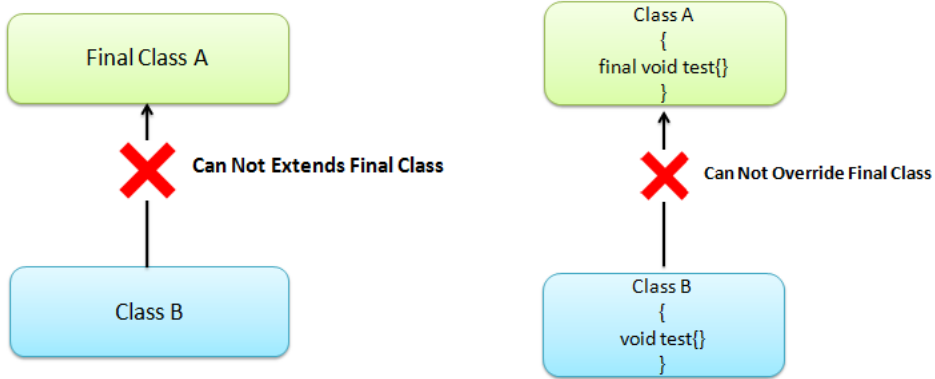 Final Class A
Can Not Extends Final Class
Class B
Class A
{
final void test{}
}
Can Not Override Final Class
Class B
{
void test{}
}